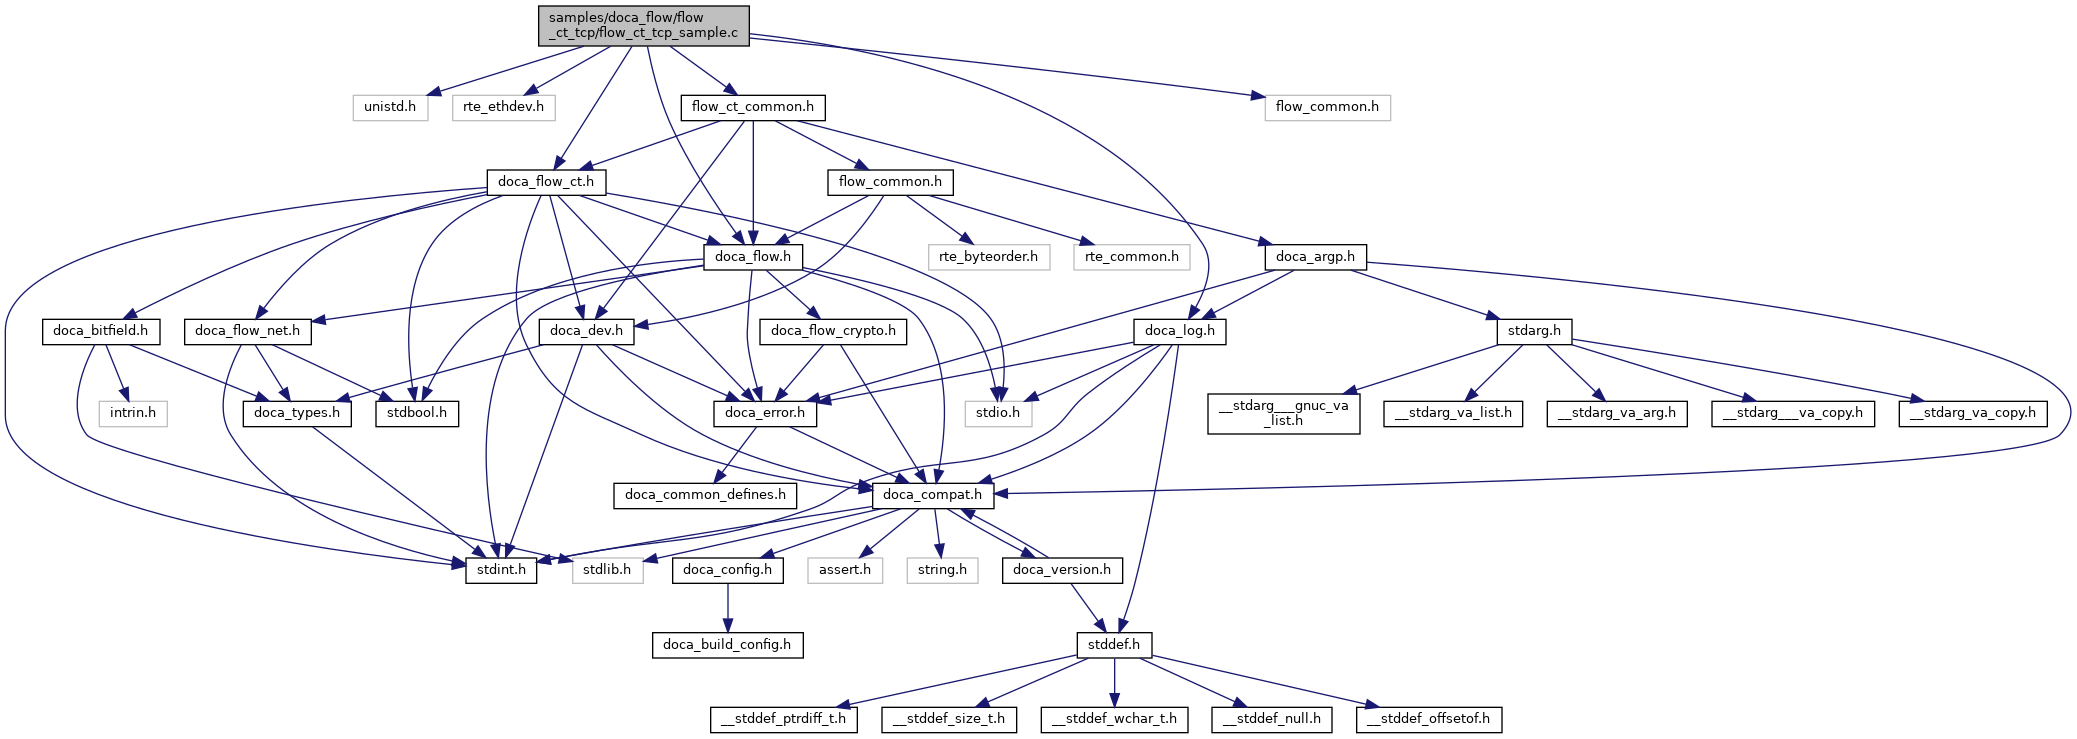 samples/doca_flow/flow
_ct_tcp/flow_ct_tcp_sample.c
unistd.h
rte_ethdev.h
flow_ct_common.h
flow_common.h
doca_flow_ct.h
flow_common.h
doca_flow.h
rte_byteorder.h
rte_common.h
doca_argp.h
doca_bitfield.h
doca_flow_net.h
doca_dev.h
doca_flow_crypto.h
doca_log.h
stdarg.h
intrin.h
doca_types.h
stdbool.h
doca_error.h
stdio.h
__stdarg___gnuc_va
_list.h
__stdarg_va_list.h
__stdarg_va_arg.h
__stdarg___va_copy.h
__stdarg_va_copy.h
doca_common_defines.h
doca_compat.h
stdint.h
stdlib.h
doca_config.h
assert.h
string.h
doca_version.h
doca_build_config.h
stddef.h
__stddef_ptrdiff_t.h
__stddef_size_t.h
__stddef_wchar_t.h
__stddef_null.h
__stddef_offsetof.h